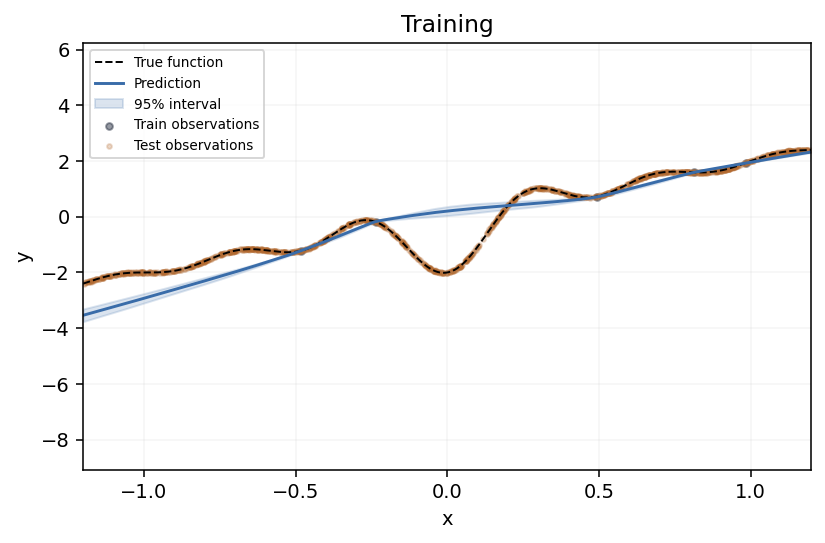 Training
True function
Prediction
95% interval
Train observations
Test observations
y
6
4
2
0
−2
−4
−6
−8
−1.0
−0.5
0.0
0.5
1.0
x